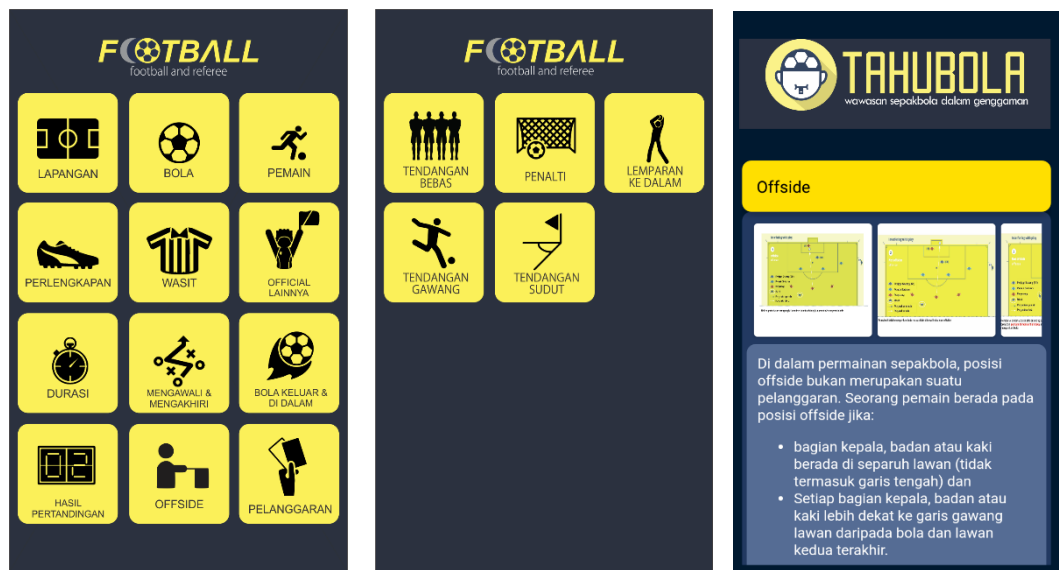 FOOTBALL
football and referee
LAPANGAN
BOLA
PEMAIN
PERLENGKAPAN
WASIT
OFFICIAL
LAINNYA
DURASI
MENGAWALI &
MENGAKHIRI
BOLA KELUAR &
DI DALAM
02
HASIL
PERTANDINGAN
OFFSIDE
PELANGGARAN
FOOTBALL
football and referee
TENDANGAN
BEBAS
PENALTI
LEMPARAN
KE DALAM
TENDANGAN
GAWANG
TENDANGAN
SUDUT
TAHUBOLA
wawasan sepakbola dalam genggaman
Offside
Di dalam permainan sepakbola, posisi
offside bukan merupakan suatu
pelanggaran. Seorang pemain berada pada
posisi offside jika:
• bagian kepala, badan atau kaki
berada di separuh lawan (tidak
termasuk garis tengah) dan
• Setiap bagian kepala, badan atau
kaki lebih dekat ke garis gawang
lawan daripada bola dan lawan
kedua terakhir.